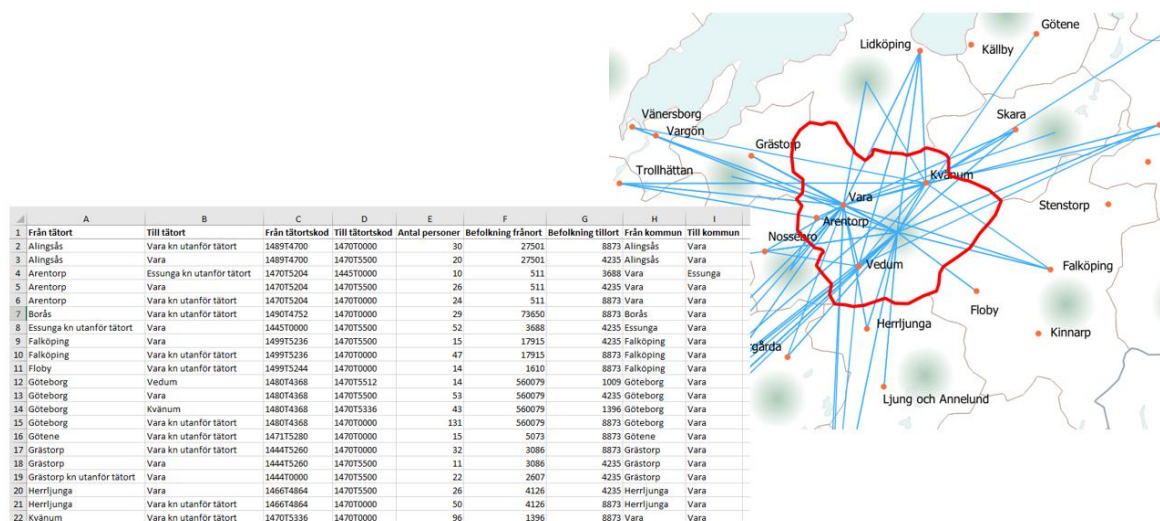 Götene
Lidköping
Källby
Vänersborg
Vargön
Skara
Grästorp
Trollhättan
Kvänum
Vara
Stenstorp
Arentorp
Nossebro
Vedum
Falköping
Floby
Herrljunga
Kinnarp
Ljung och Annelund
A B C D E F G H I
1 Från tätort Till tätort Från tätortskod Till tätortskod Antal personer Befolkning frånort Befolkning tillort Från kommun Till kommun
2 Alingsås Vara kn utanför tätort 1489T4700 1470T0000 30 27501 8873 Alingsås Vara
3 Alingsås Vara 1489T4700 1470T5500 20 27501 4235 Alingsås Vara
4 Arentorp Essunga kn utanför tätort 1470T5204 1445T0000 10 511 3688 Vara Essunga
5 Arentorp Vara 1470T5204 1470T5500 26 511 4235 Vara Vara
6 Arentorp Vara kn utanför tätort 1470T5204 1470T0000 24 511 8873 Vara Vara
7 Borås Vara kn utanför tätort 1490T4752 1470T0000 29 73650 8873 Borås Vara
8 Essunga kn utanför tätort Vara 1445T0000 1470T5500 52 3688 4235 Essunga Vara
9 Falköping Vara 1499T5236 1470T5500 15 17915 4235 Falköping Vara
10 Falköping Vara kn utanför tätort 1499T5236 1470T0000 47 17915 8873 Falköping Vara
11 Floby Vara kn utanför tätort 1499T5244 1470T0000 14 1610 8873 Falköping Vara
12 Göteborg Vedum 1480T4368 1470T5512 14 560079 1009 Göteborg Vara
13 Göteborg Vara 1480T4368 1470T5500 53 560079 4235 Göteborg Vara
14 Göteborg Kvänum 1480T4368 1470T5336 43 560079 1396 Göteborg Vara
15 Göteborg Vara kn utanför tätort 1480T4368 1470T0000 131 560079 8873 Göteborg Vara
16 Götene Vara kn utanför tätort 1471T5280 1470T0000 15 5073 8873 Götene Vara
17 Grästorp Vara kn utanför tätort 1444T5260 1470T0000 32 3086 8873 Grästorp Vara
18 Grästorp Vara 1444T5260 1470T5500 11 3086 4235 Grästorp Vara
19 Grästorp kn utanför tätort Vara 1444T0000 1470T5500 22 2607 4235 Grästorp Vara
20 Herrljunga Vara 1466T4864 1470T5500 26 4126 4235 Herrljunga Vara
21 Herrljunga Vara kn utanför tätort 1466T4864 1470T0000 50 4126 8873 Herrljunga Vara
22 Kvänum Vara kn utanför tätort 1470T5336 1470T0000 96 1396 8873 Vara Vara